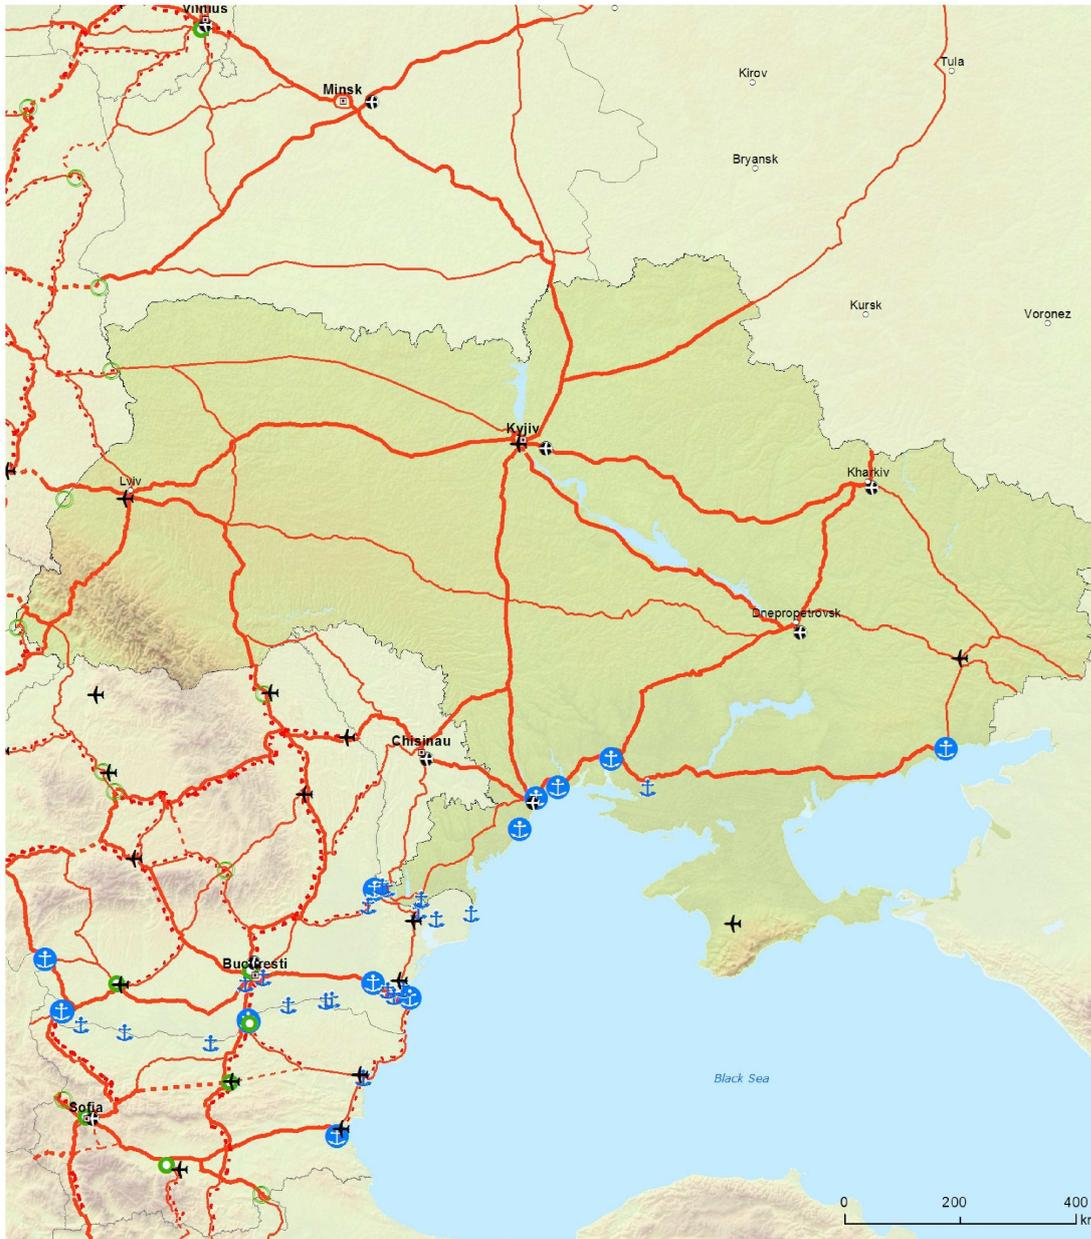 Vilnius
Tula
Kirov
Minsk
Bryansk
Kursk
Voronez
Kyjiv
Kharkiv
Lviv
Dnepropetrovsk
Chisinau
Bucuresti
Black Sea
Sofia
0 200 400
km